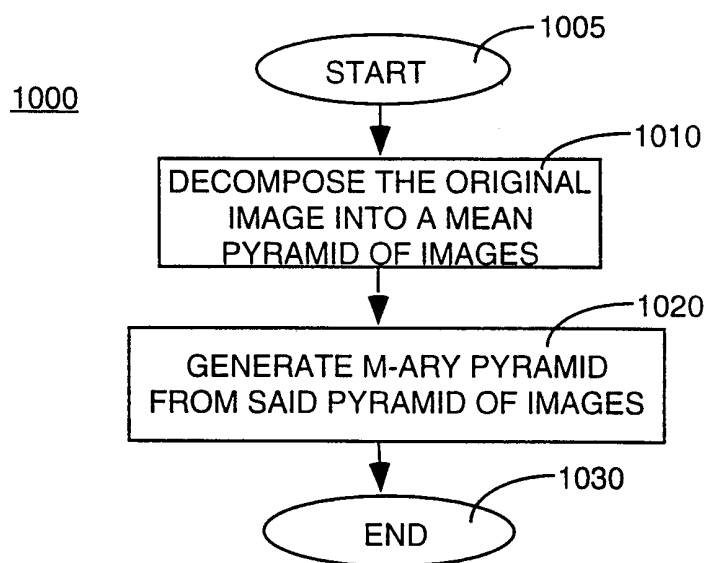 1005
START
1000
1010
DECOMPOSE THE ORIGINAL
IMAGE INTO A MEAN
PYRAMID OF IMAGES
1020
GENERATE M-ARY PYRAMID
FROM SAID PYRAMID OF IMAGES
1030
END